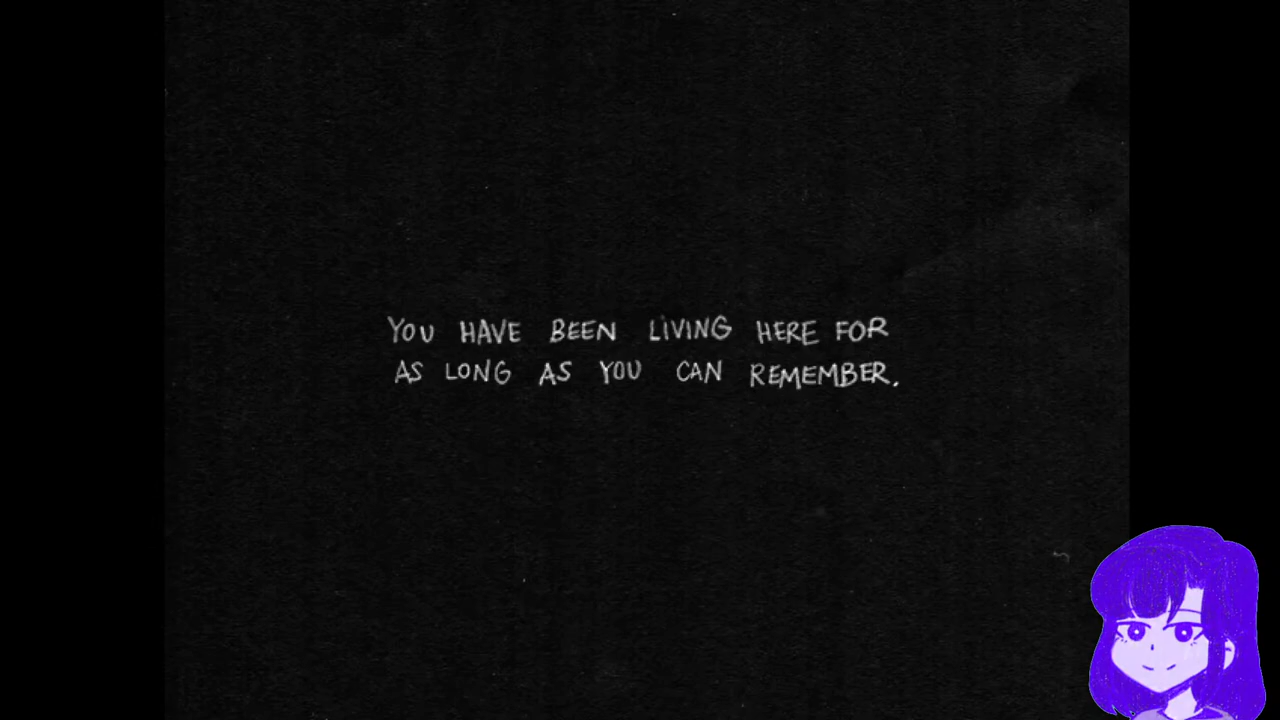 YOU HAVE BEEN LIVING HERE FOR
AS LONG AS YOU CAN REMEMBER.